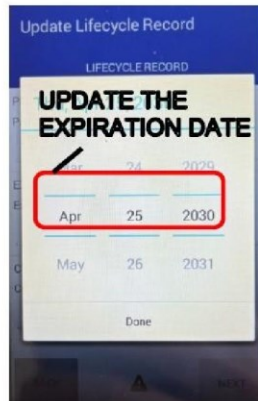 Update Lifecycle Record
LIFECYCLE RECORD
UPDATE THE
EXPIRATION DATE
Mar 24 2029
Apr 25 2030
May 26 2031
Done
NEXT